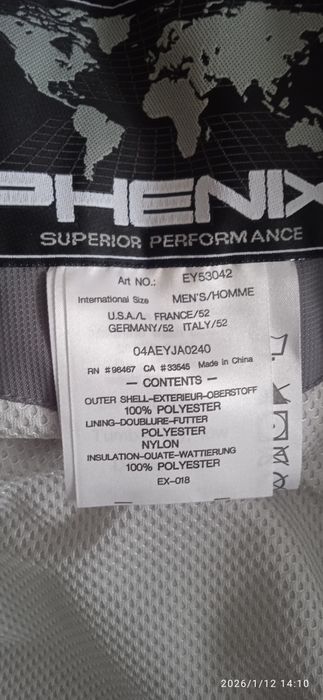 PHENIX
SUPERIOR PERFORMANCE
Art NO.: EY53042
International Size MEN'S/HOMME
U.S.A./L FRANCE/52
GERMANY/52 ITALY/52
04AEYJA0240
RN #98467 CA #33545 Made in China
— CONTENTS —
OUTER SHELL-EXTERIEUR-OBERSTOFF
100% POLYESTER
LINING-DOUBLURE-FUTTER
POLYESTER
NYLON
INSULATION-OUATE-WATTIERUNG
100% POLYESTER
EX-018
2026/1/12 14:10